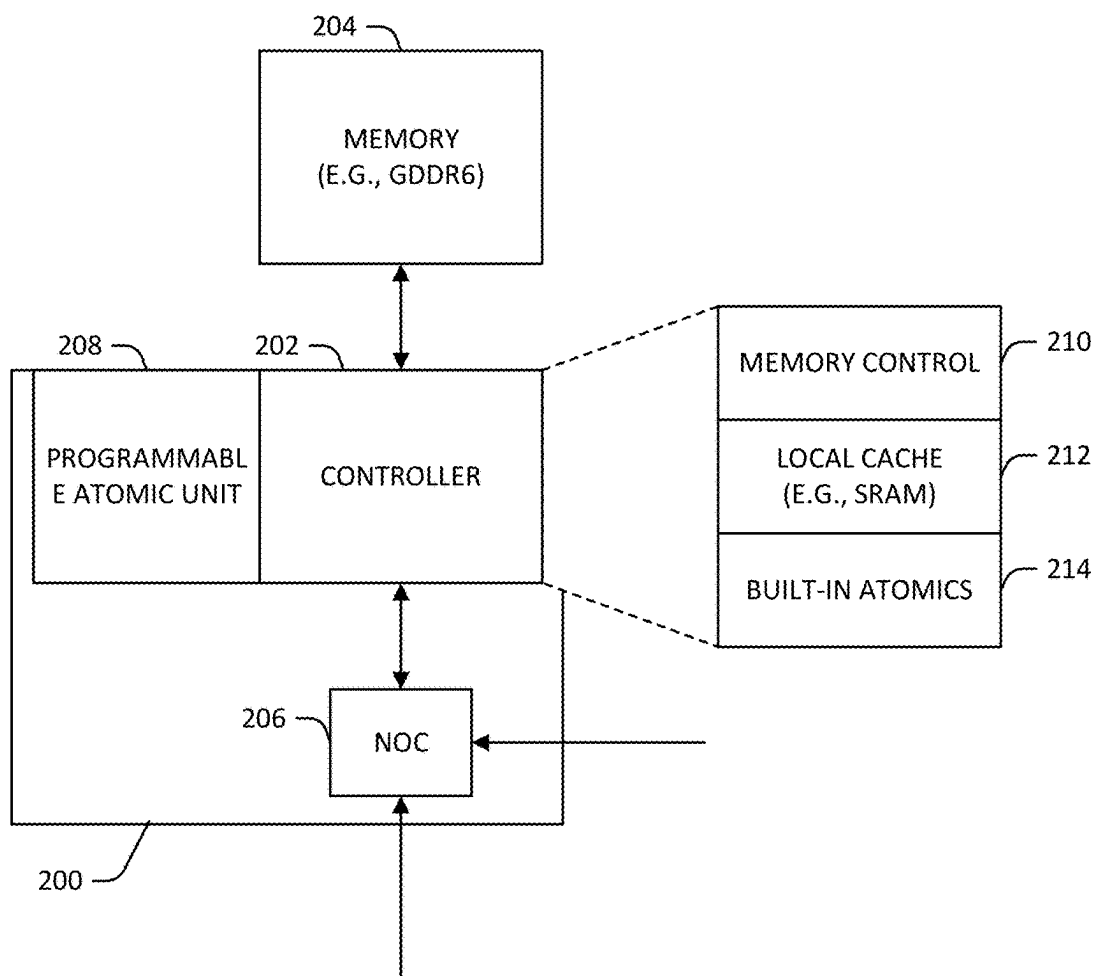 204
MEMORY
(E.G., GDDR6)
208
202
PROGRAMMABL
E ATOMIC UNIT
CONTROLLER
MEMORY CONTROL
210
LOCAL CACHE
(E.G., SRAM)
212
BUILT-IN ATOMICS
214
206
NOC
200